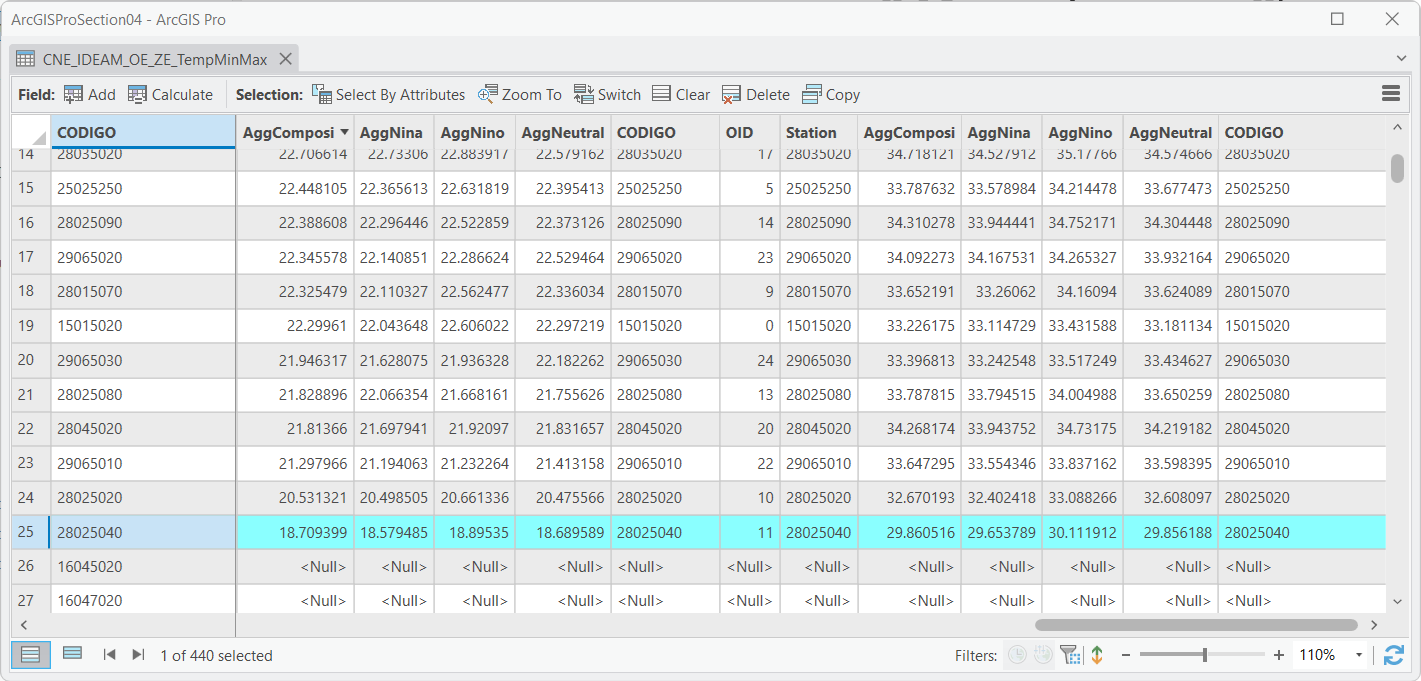 ArcGISProSection04 - ArcGIS Pro
CNE_IDEAM_OE_ZE_TempMinMax
Field: Add Calculate Selection: Select By Attributes Zoom To Switch Clear Delete Copy
CODIGO AggComposi AggNina AggNino AggNeutral CODIGO OID Station AggComposi AggNina AggNino AggNeutral CODIGO
14 28035020 22.706614 22.73306 22.883917 22.579162 28035020 17 28035020 34.718121 34.527912 35.17766 34.574666 28035020
15 25025250 22.448105 22.365613 22.631819 22.395413 25025250 5 25025250 33.787632 33.578984 34.214478 33.677473 25025250
16 28025090 22.388608 22.296446 22.522859 22.373126 28025090 14 28025090 34.310278 33.944441 34.752171 34.304448 28025090
17 29065020 22.345578 22.140851 22.286624 22.529464 29065020 23 29065020 34.092273 34.167531 34.265327 33.932164 29065020
18 28015070 22.325479 22.110327 22.562477 22.336034 28015070 9 28015070 33.652191 33.26062 34.16094 33.624089 28015070
19 15015020 22.29961 22.043648 22.606022 22.297219 15015020 0 15015020 33.226175 33.114729 33.431588 33.181134 15015020
20 29065030 21.946317 21.628075 21.936328 22.182262 29065030 24 29065030 33.396813 33.242548 33.517249 33.434627 29065030
21 28025080 21.828896 22.066354 21.668161 21.755626 28025080 13 28025080 33.787815 33.794515 34.004988 33.650259 28025080
22 28045020 21.81366 21.697941 21.92097 21.831657 28045020 20 28045020 34.268174 33.943752 34.73175 34.219182 28045020
23 29065010 21.297966 21.194063 21.232264 21.413158 29065010 22 29065010 33.647295 33.554346 33.837162 33.598395 29065010
24 28025020 20.531321 20.498505 20.661336 20.475566 28025020 10 28025020 32.670193 32.402418 33.088266 32.608097 28025020
25 28025040 18.709399 18.579485 18.89535 18.689589 28025040 11 28025040 29.860516 29.653789 30.111912 29.856188 28025040
26 16045020 <Null> <Null> <Null> <Null> <Null> <Null> <Null> <Null> <Null> <Null> <Null> <Null>
27 16047020 <Null> <Null> <Null> <Null> <Null> <Null> <Null> <Null> <Null> <Null> <Null> <Null>
1 of 440 selected Filters: 110%